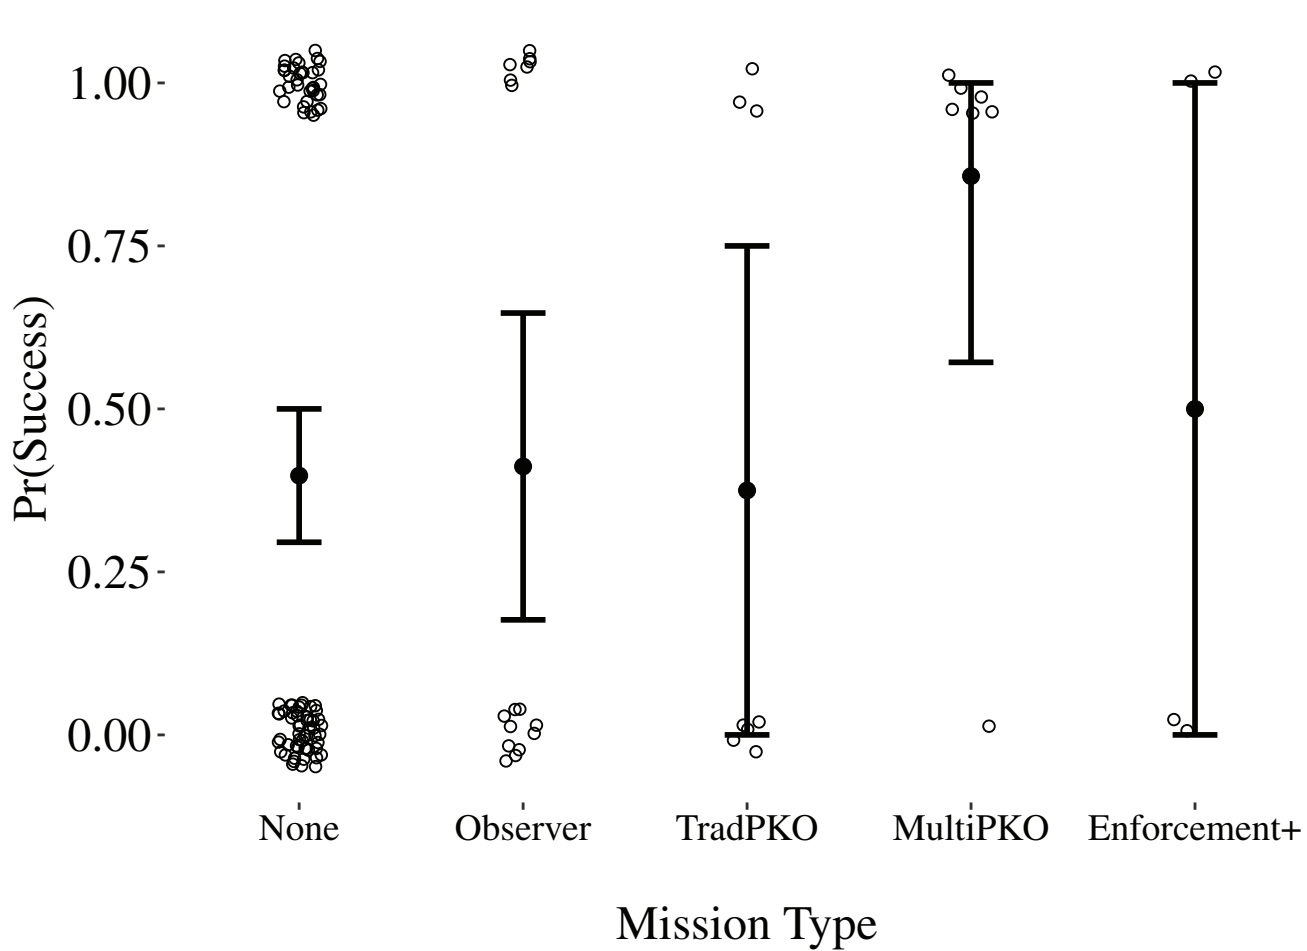 1.00
0.75
0.50
0.25
0.00
Pr(Success)
None Observer TradPKO MultiPKO Enforcement+
Mission Type